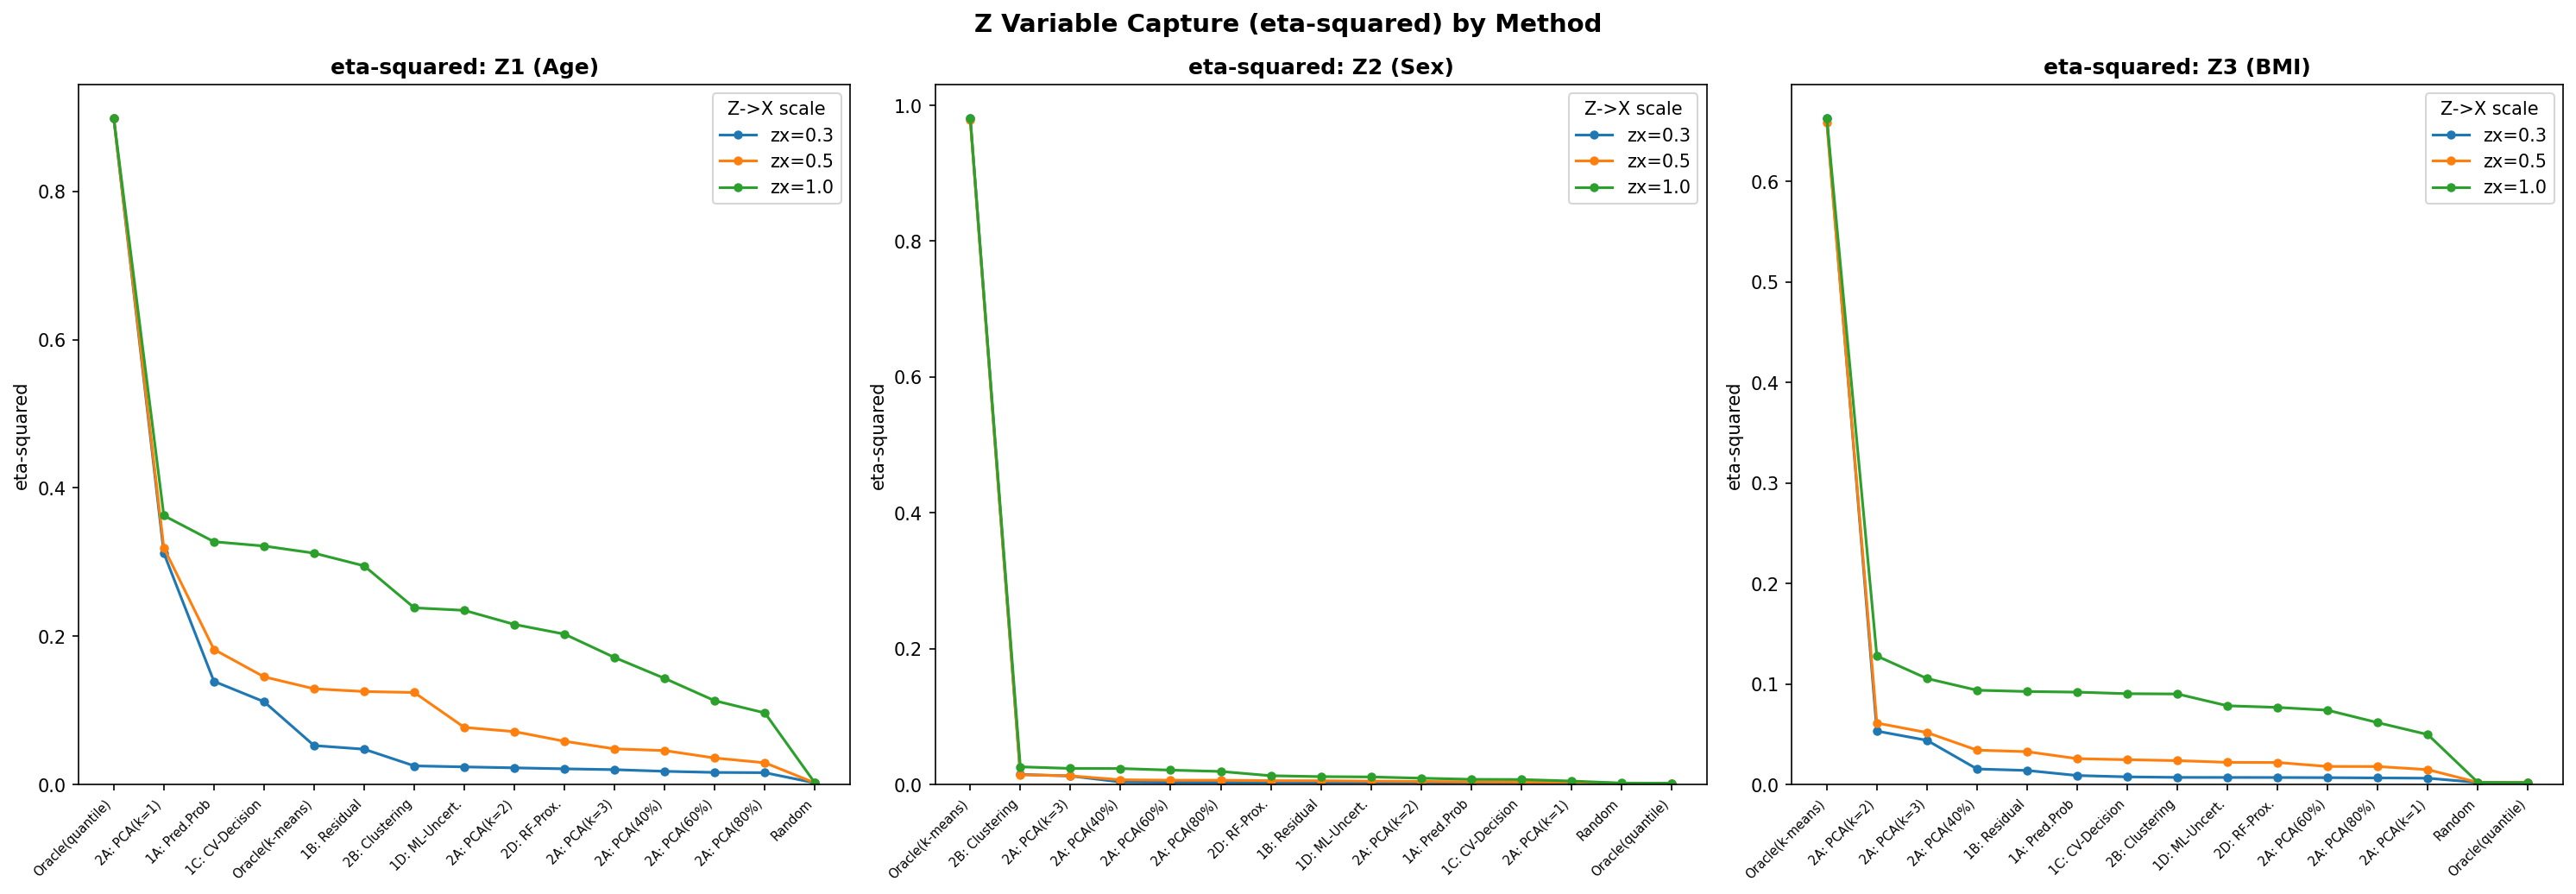 Z Variable Capture (eta-squared) by Method
eta-squared: Z1 (Age)
eta-squared
0.8
0.6
0.4
0.2
0.0
Z->X scale
zx=0.3
zx=0.5
zx=1.0
Oracle(quantile)
2A: PCA(k=1)
1A: Pred.Prob
1C: CV-Decision
Oracle(k-means)
1B: Residual
2B: Clustering
1D: ML-Uncert.
2A: PCA(k=2)
2D: RF-Prox.
2A: PCA(k=3)
2A: PCA(40%)
2A: PCA(60%)
2A: PCA(80%)
Random
eta-squared: Z2 (Sex)
eta-squared
1.0
0.8
0.6
0.4
0.2
0.0
Z->X scale
zx=0.3
zx=0.5
zx=1.0
Oracle(k-means)
2B: Clustering
2A: PCA(k=3)
2A: PCA(40%)
2A: PCA(60%)
2A: PCA(80%)
2D: RF-Prox.
1B: Residual
1D: ML-Uncert.
2A: PCA(k=2)
1A: Pred.Prob
1C: CV-Decision
2A: PCA(k=1)
Random
Oracle(quantile)
eta-squared: Z3 (BMI)
eta-squared
0.6
0.5
0.4
0.3
0.2
0.1
0.0
Z->X scale
zx=0.3
zx=0.5
zx=1.0
Oracle(k-means)
2A: PCA(k=2)
2A: PCA(k=3)
2A: PCA(40%)
1B: Residual
1A: Pred.Prob
1C: CV-Decision
2B: Clustering
1D: ML-Uncert.
2D: RF-Prox.
2A: PCA(60%)
2A: PCA(80%)
2A: PCA(k=1)
Random
Oracle(quantile)